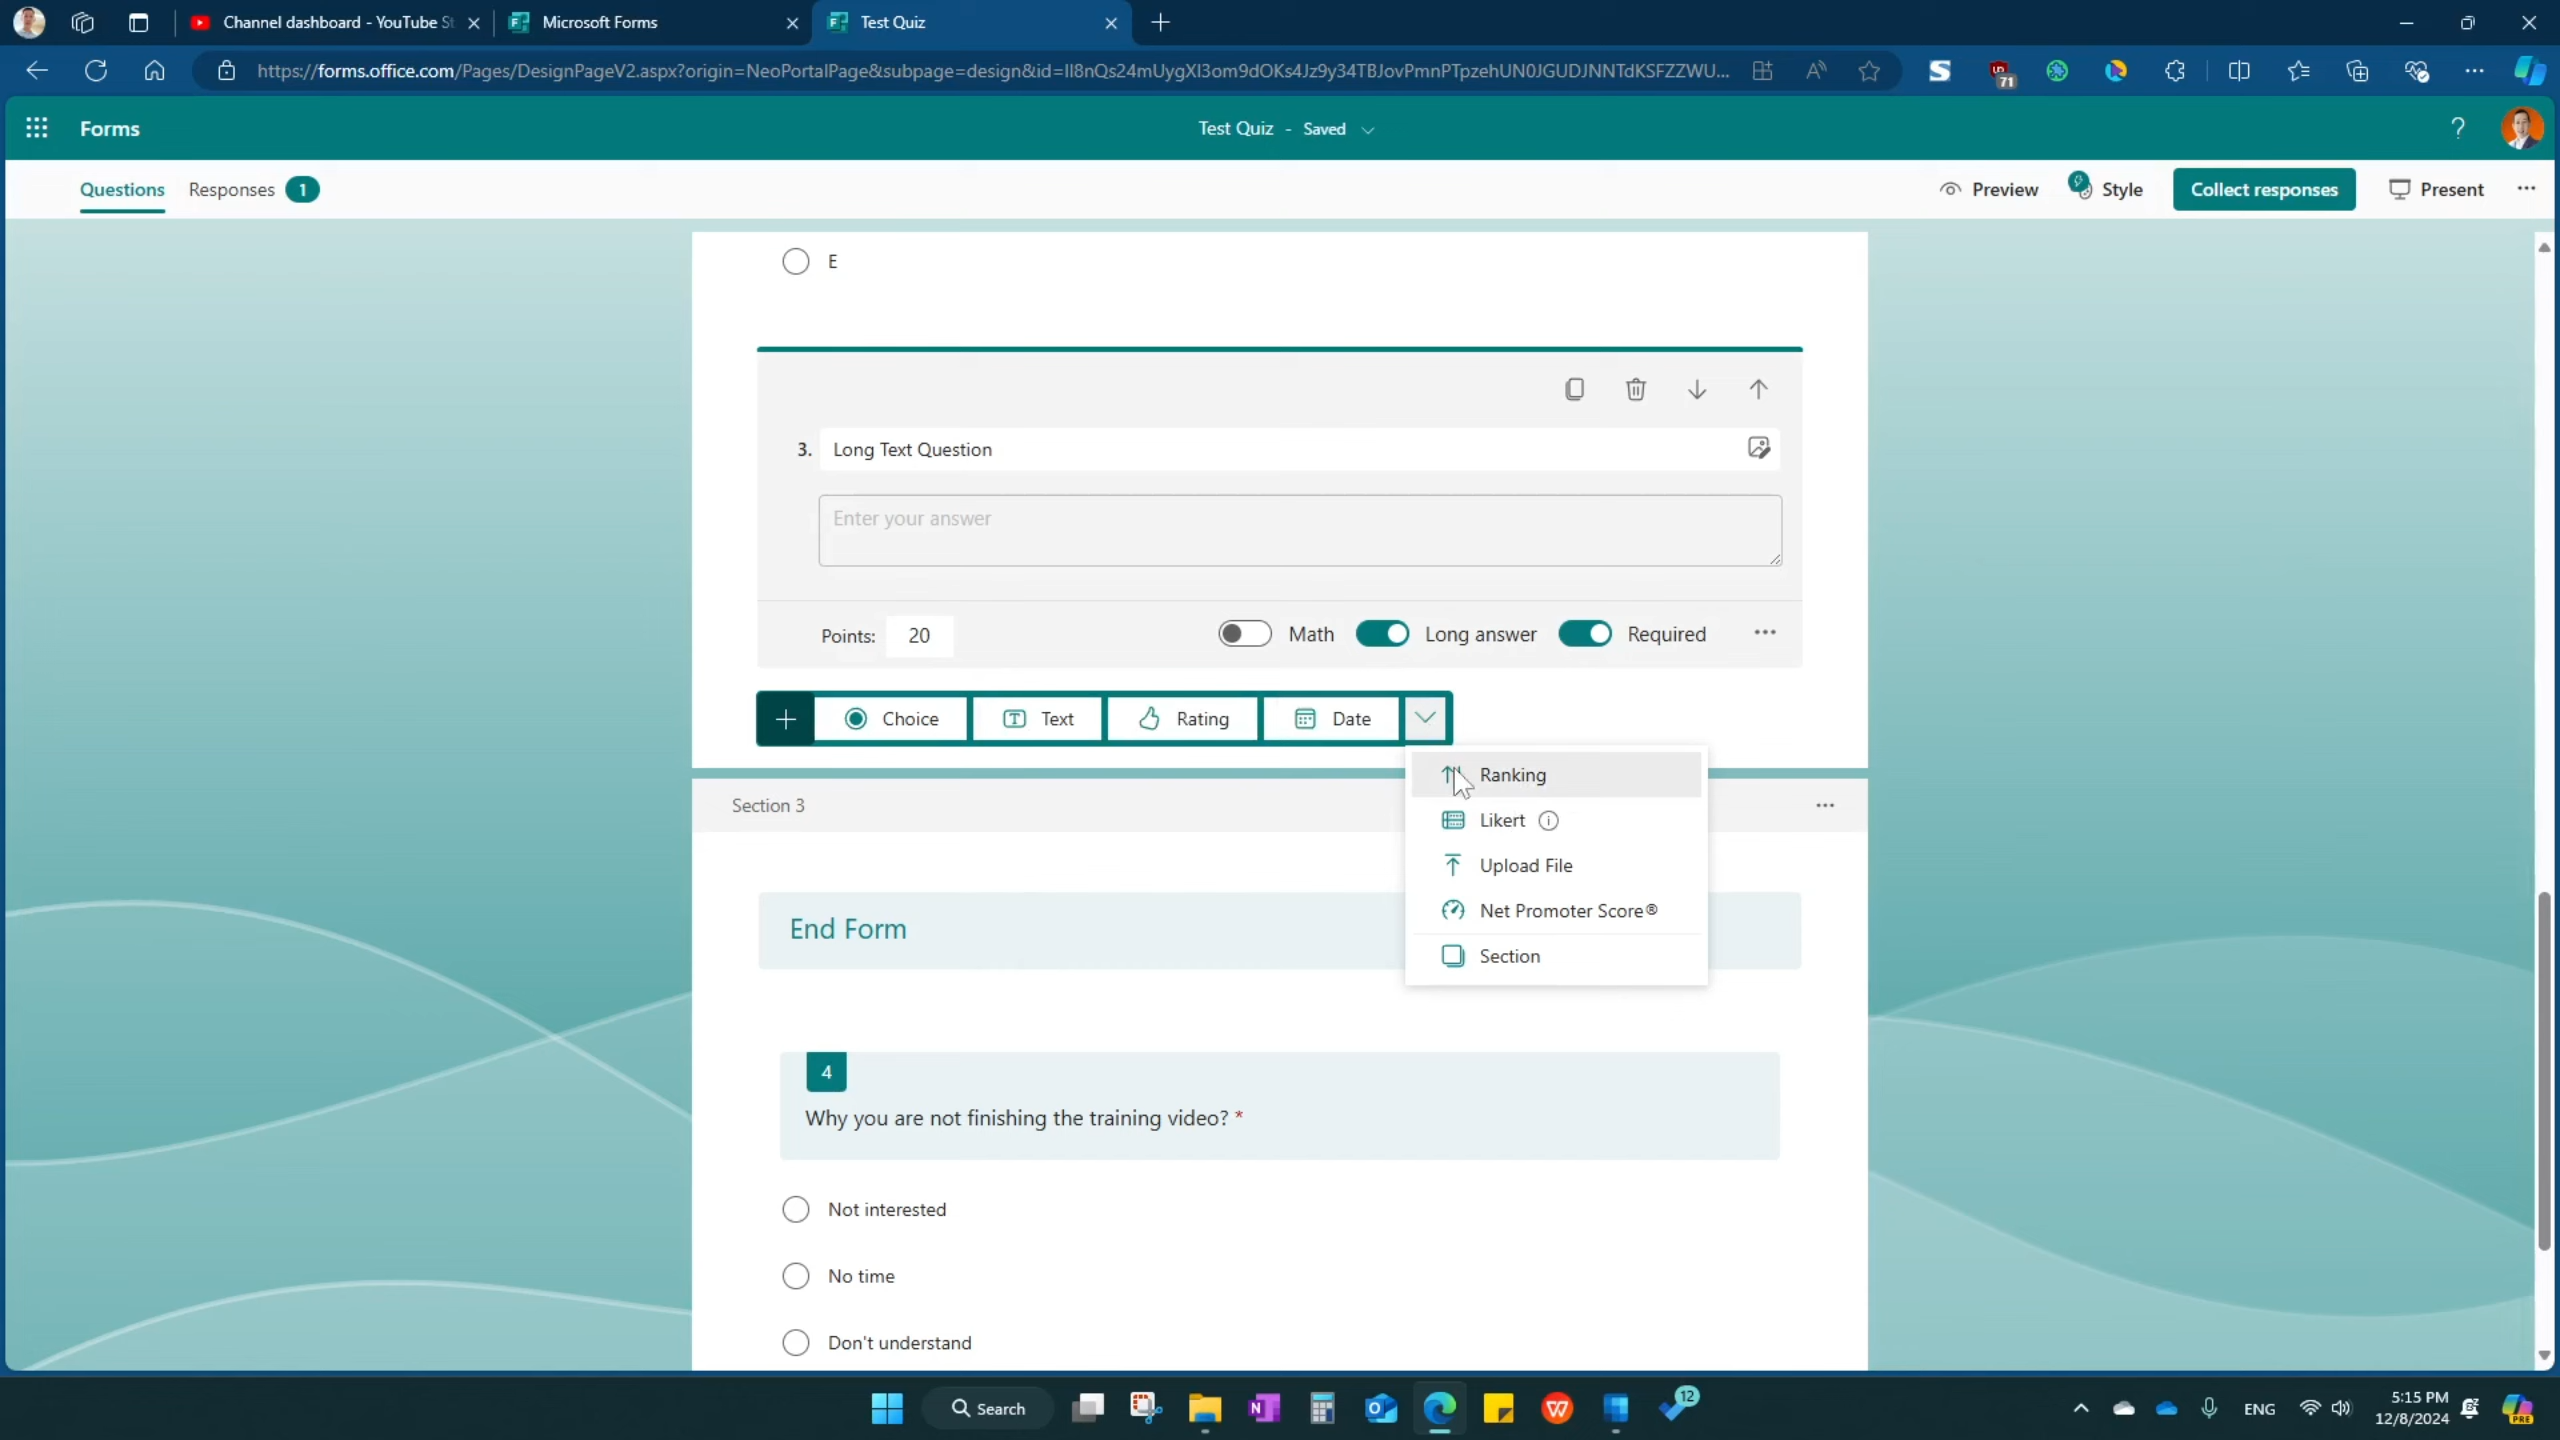 Channel dashboard - YouTube St
Microsoft Forms
Test Quiz
https://forms.office.com/Pages/DesignPageV2.aspx?origin=NeoPortalPage&subpage=design&id=
71
Forms
Test Quiz - Saved
?
Questions
Responses 1
Preview
Style
Collect responses
Present
E
3. Long Text Question
Enter your answer
Points: 20
Math
Long answer
Required
Choice
Text
Rating
Date
Ranking
Likert
Upload File
Net Promoter Score®
Section
Section 3
End Form
4
Why you are not finishing the training video? *
Not interested
No time
Don't understand
Search
12
ENG
5:15 PM
12/8/2024
PRE